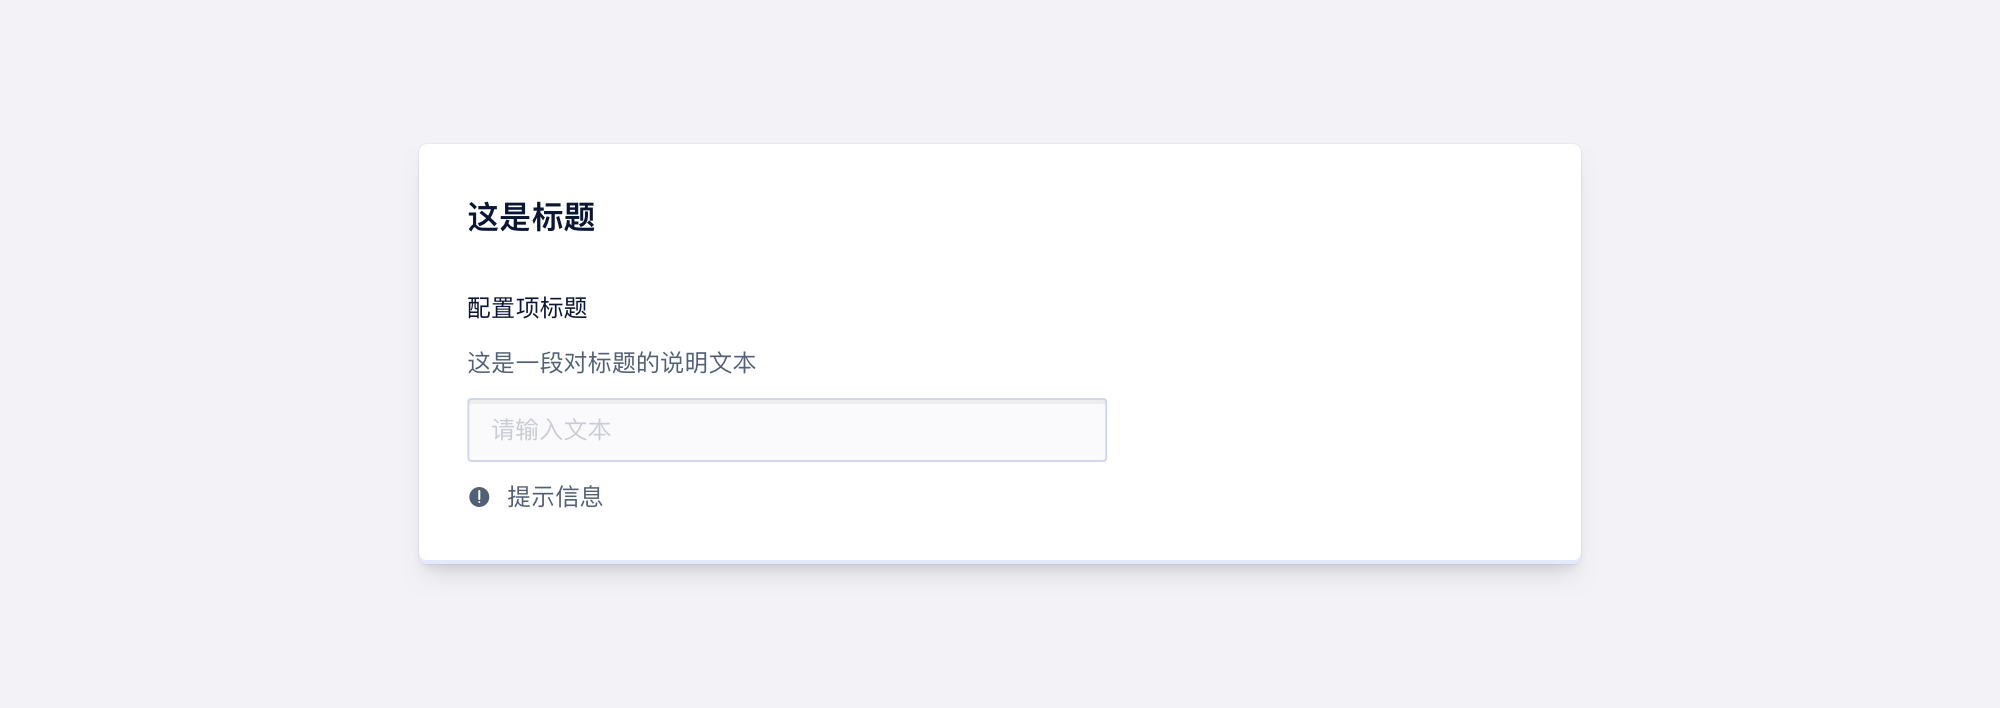 这是标题
配置项标题
这是一段对标题的说明文本
请输入文本
提示信息